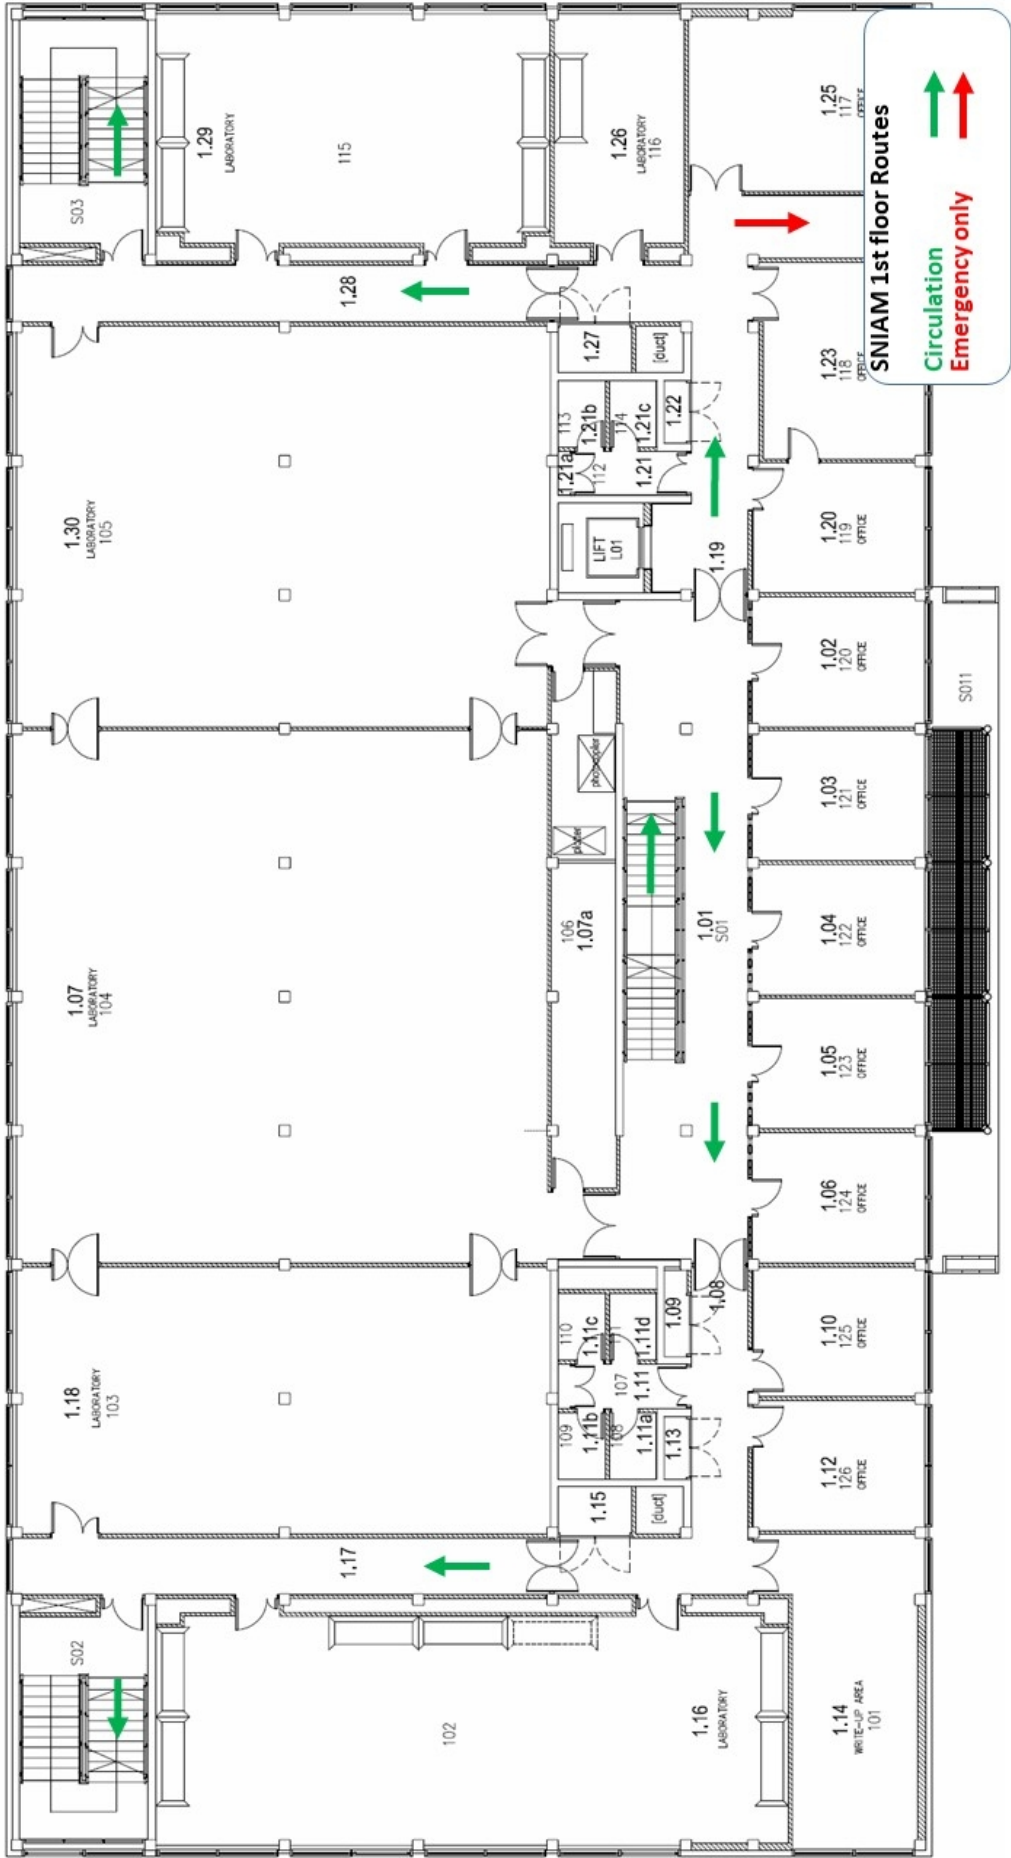 S03
1.29
LABORATORY
115
1.26
LABORATORY
116
1.25
117
OFFICE
SNIAM 1st floor Routes
Circulation
Emergency only
1.28
1.27
[duct]
1.23
118
OFFICE
1.30
LABORATORY
105
113
1.21b
114
1.21c
1.22
1.21a
112
1.21
LIFT
L01
1.19
1.20
119
OFFICE
1.02
120
OFFICE
S011
photocopier
plotter
1.03
121
OFFICE
1.07
LABORATORY
104
106
1.07a
1.01
S01
1.04
122
OFFICE
1.05
123
OFFICE
1.06
124
OFFICE
1.18
LABORATORY
103
110
1.11c
1.11d
1.09
1.08
107
1.11
109
1.11b
108
1.11a
1.13
1.10
125
OFFICE
1.12
126
OFFICE
1.15
[duct]
1.17
S02
102
1.16
LABORATORY
1.14
WRITE-UP AREA
101